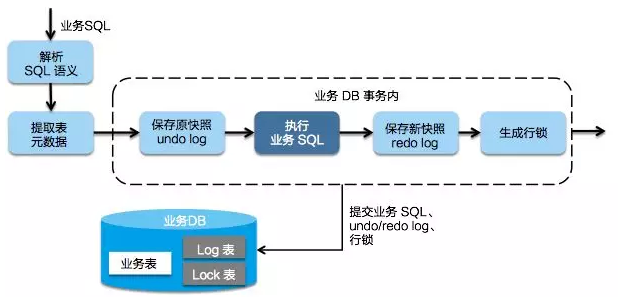 业务SQL
解析
SQL 语义
提取表
元数据
业务 DB 事务内
保存原快照
undo log
执行
业务 SQL
保存新快照
redo log
生成行锁
提交业务 SQL、
undo/redo log、
行锁
业务DB
业务表
Log 表
Lock 表